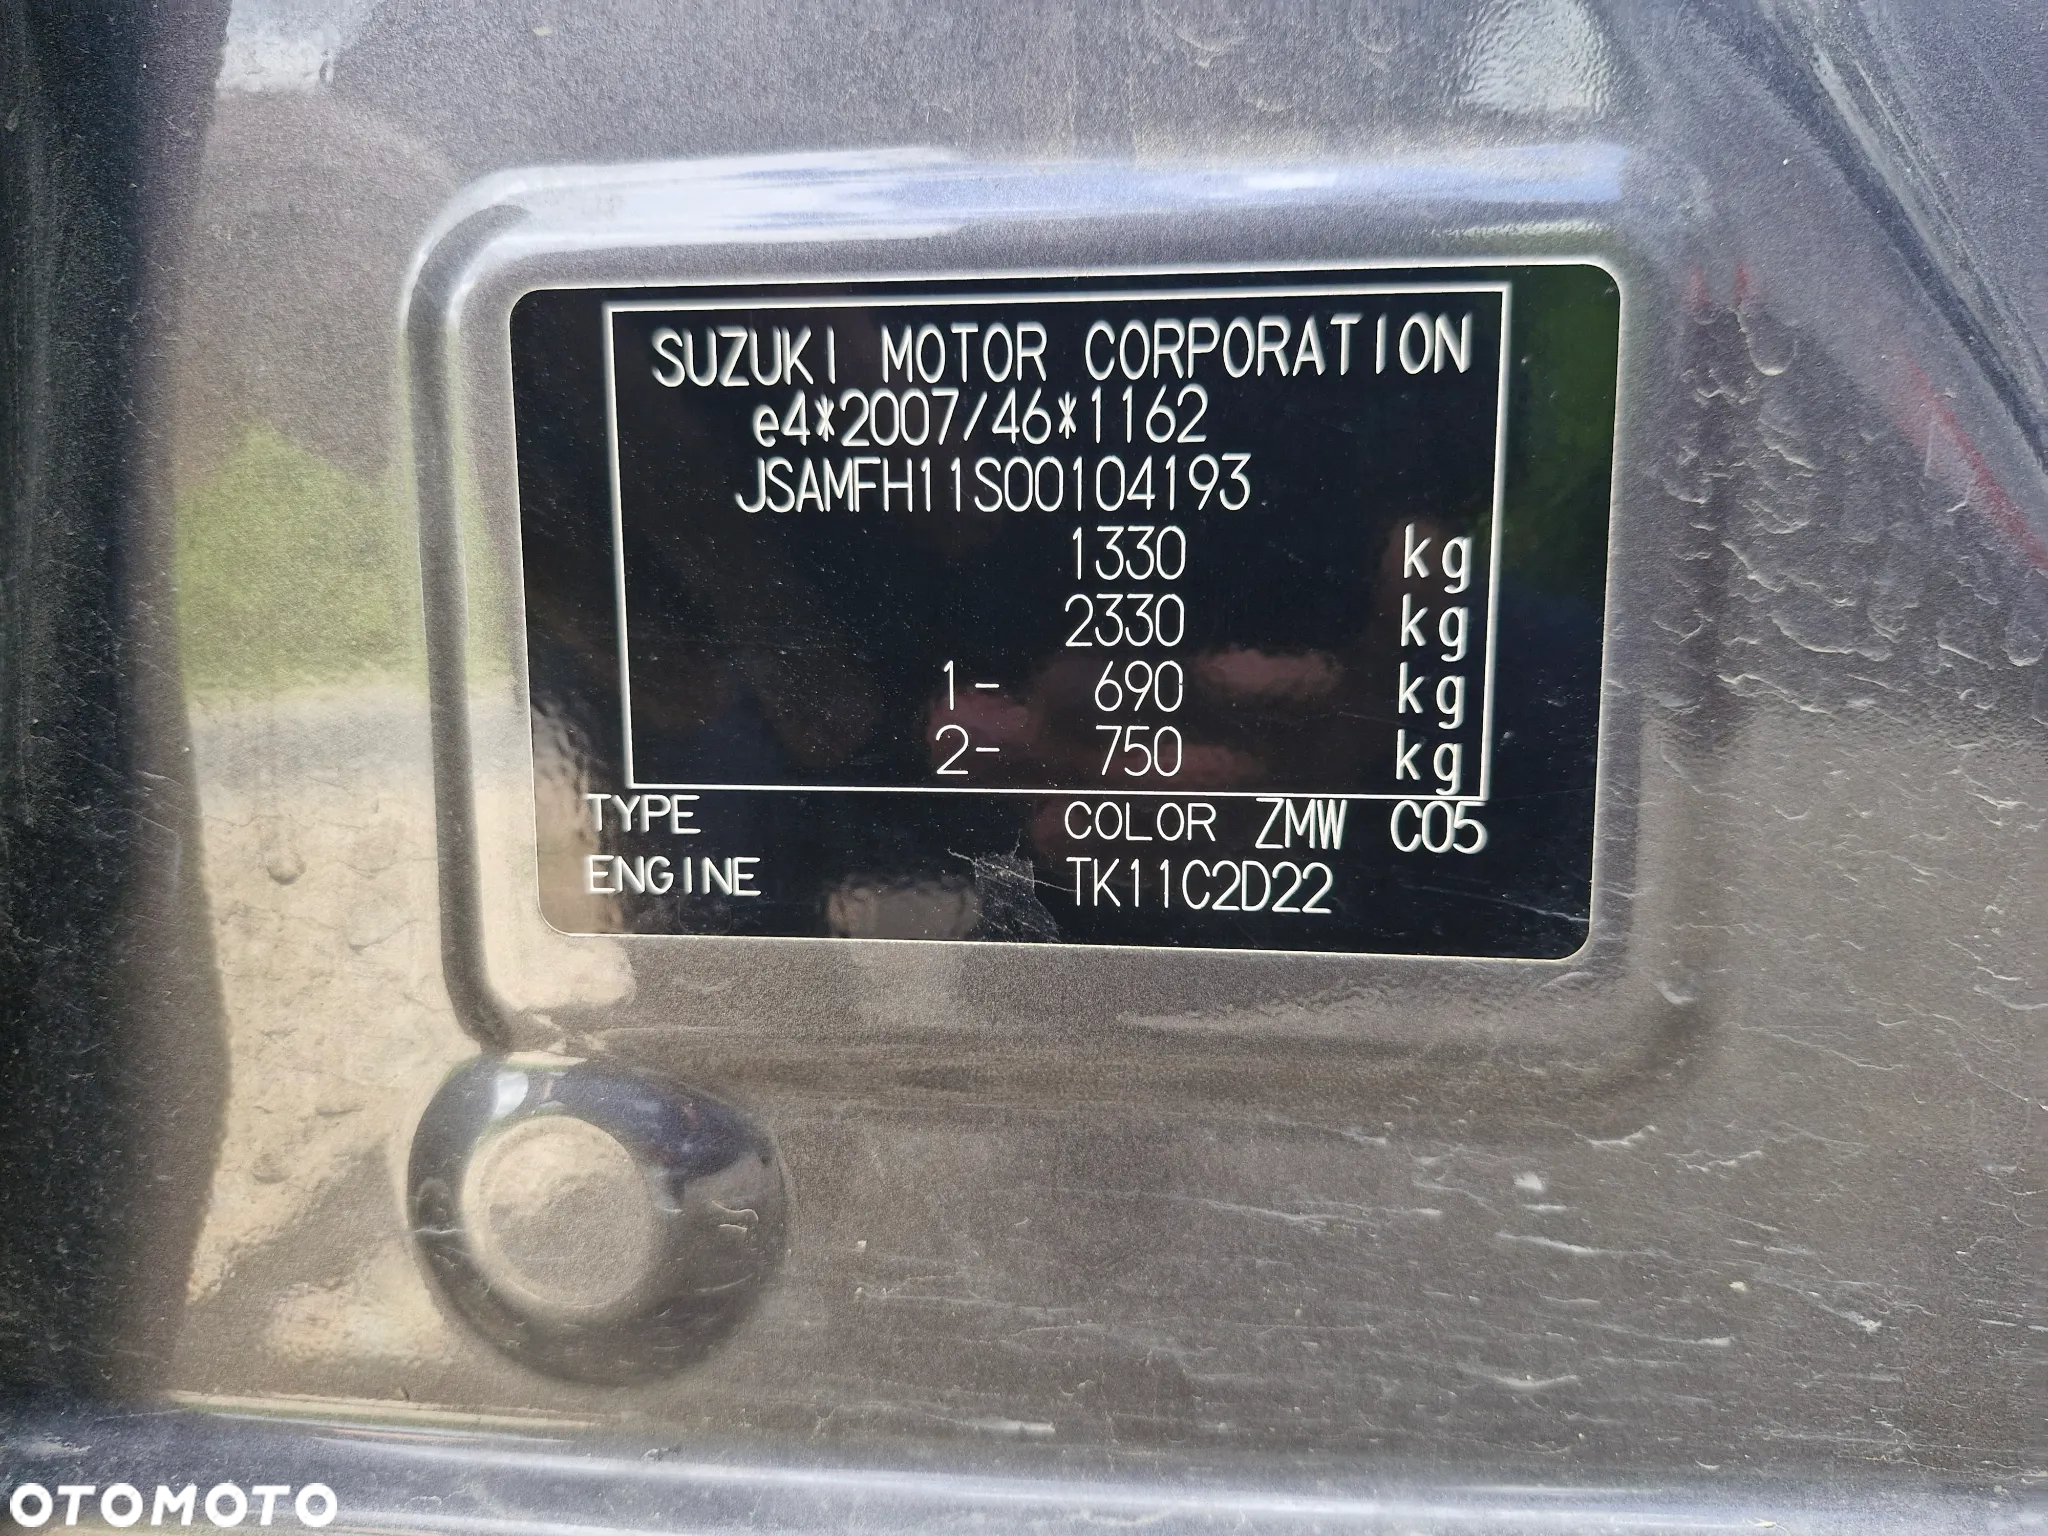 SUZUKI MOTOR CORPORATION
e4*2007/46*1162
JSAMFH11S00104193
1330 kg
2330 kg
1- 690 kg
2- 750 kg
TYPE COLOR ZMW C05
ENGINE TK11C2D22
OTOMOTO